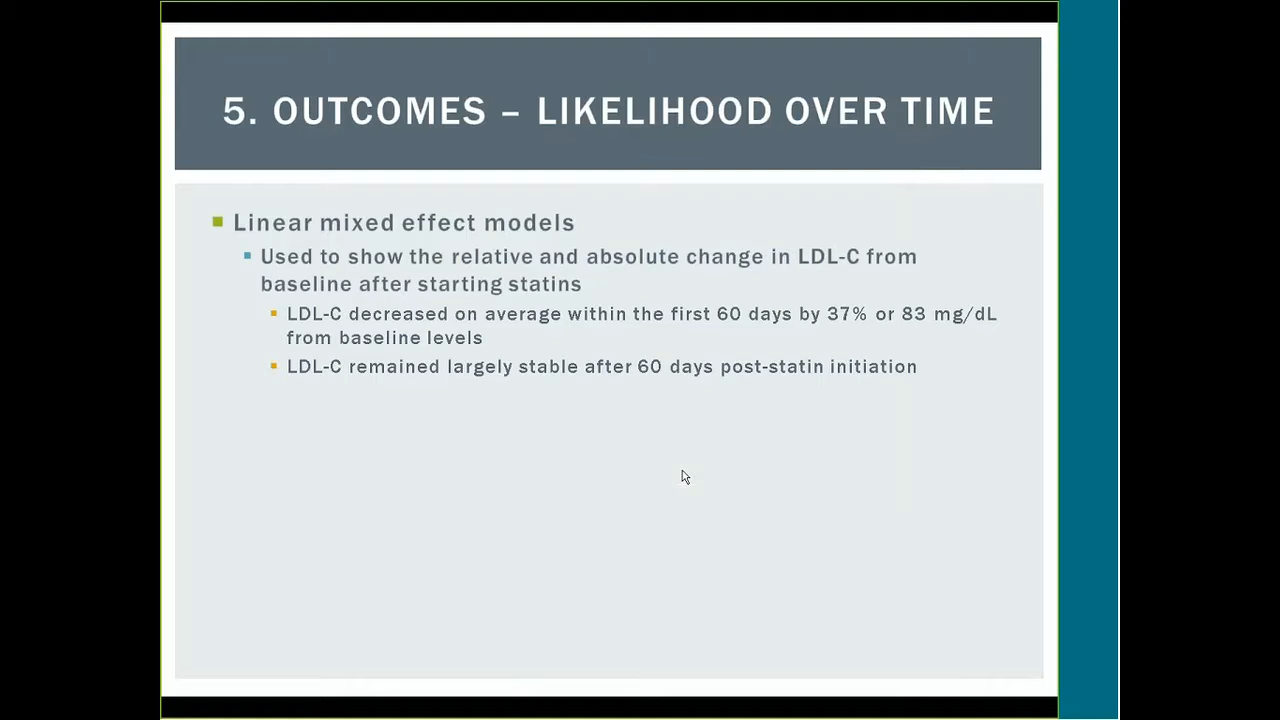 5. OUTCOMES – LIKELIHOOD OVER TIME
Linear mixed effect models
Used to show the relative and absolute change in LDL-C from
baseline after starting statins
LDL-C decreased on average within the first 60 days by 37% or 83 mg/dL
from baseline levels
LDL-C remained largely stable after 60 days post-statin initiation